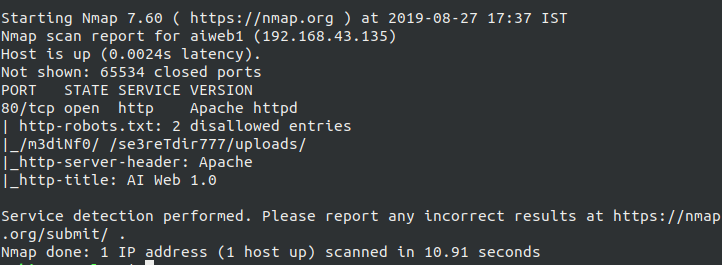 Starting Nmap 7.60 ( https://nmap.org ) at 2019-08-27 17:37 IST
Nmap scan report for aiweb1 (192.168.43.135)
Host is up (0.0024s latency).
Not shown: 65534 closed ports
PORT   STATE SERVICE VERSION
80/tcp open  http    Apache httpd
| http-robots.txt: 2 disallowed entries
|_/m3diNf0/ /se3reTdir777/uploads/
|_http-server-header: Apache
|_http-title: AI Web 1.0
Service detection performed. Please report any incorrect results at https://nmap
.org/submit/ .
Nmap done: 1 IP address (1 host up) scanned in 10.91 seconds